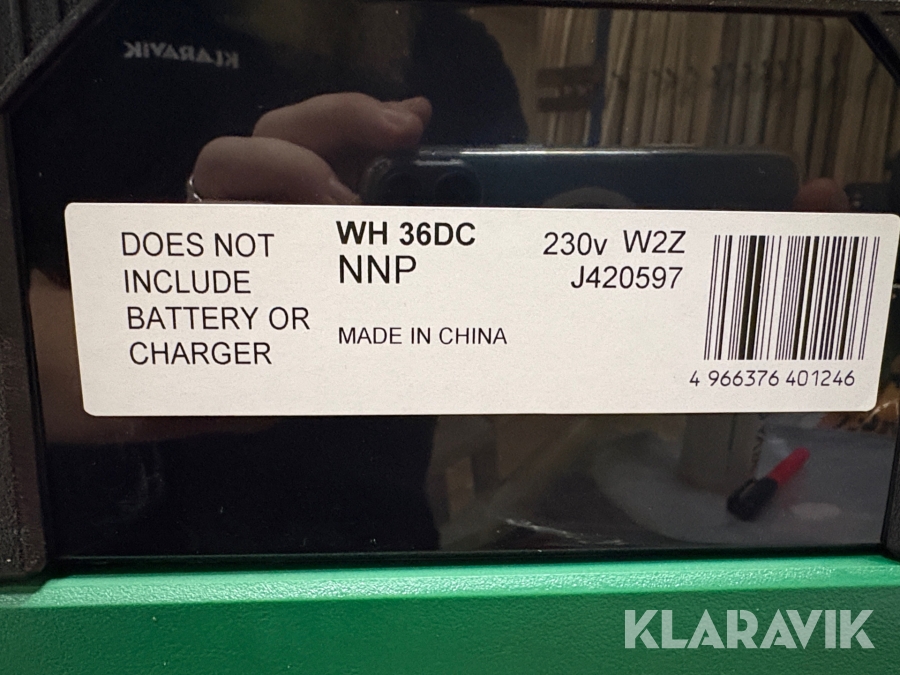 KLARAVIK
DOES NOT
INCLUDE
BATTERY OR
CHARGER
WH 36DC
NNP
MADE IN CHINA
230v W2Z
J420597
4 966376 401246
KLARAVIK